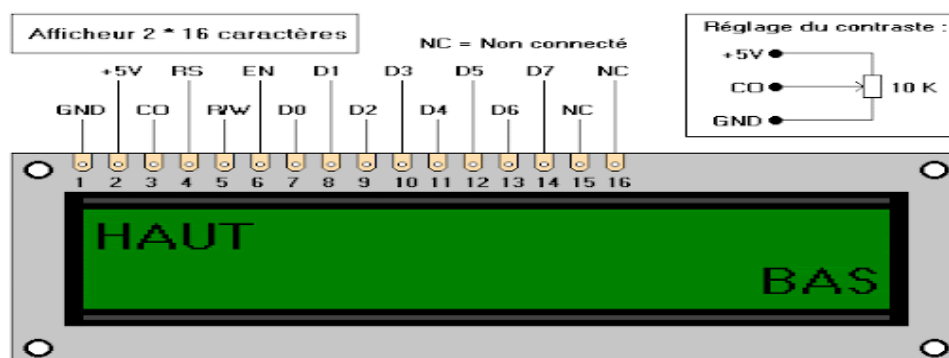 Afficheur 2 * 16 caractères
NC = Non connecté
Réglage du contraste :
+5V
CO
10 K
GND
+5V RS EN D1 D3 D5 D7 NC
GND CO R/W D0 D2 D4 D6 NC
1 2 3 4 5 6 7 8 9 10 11 12 13 14 15 16
HAUT
BAS